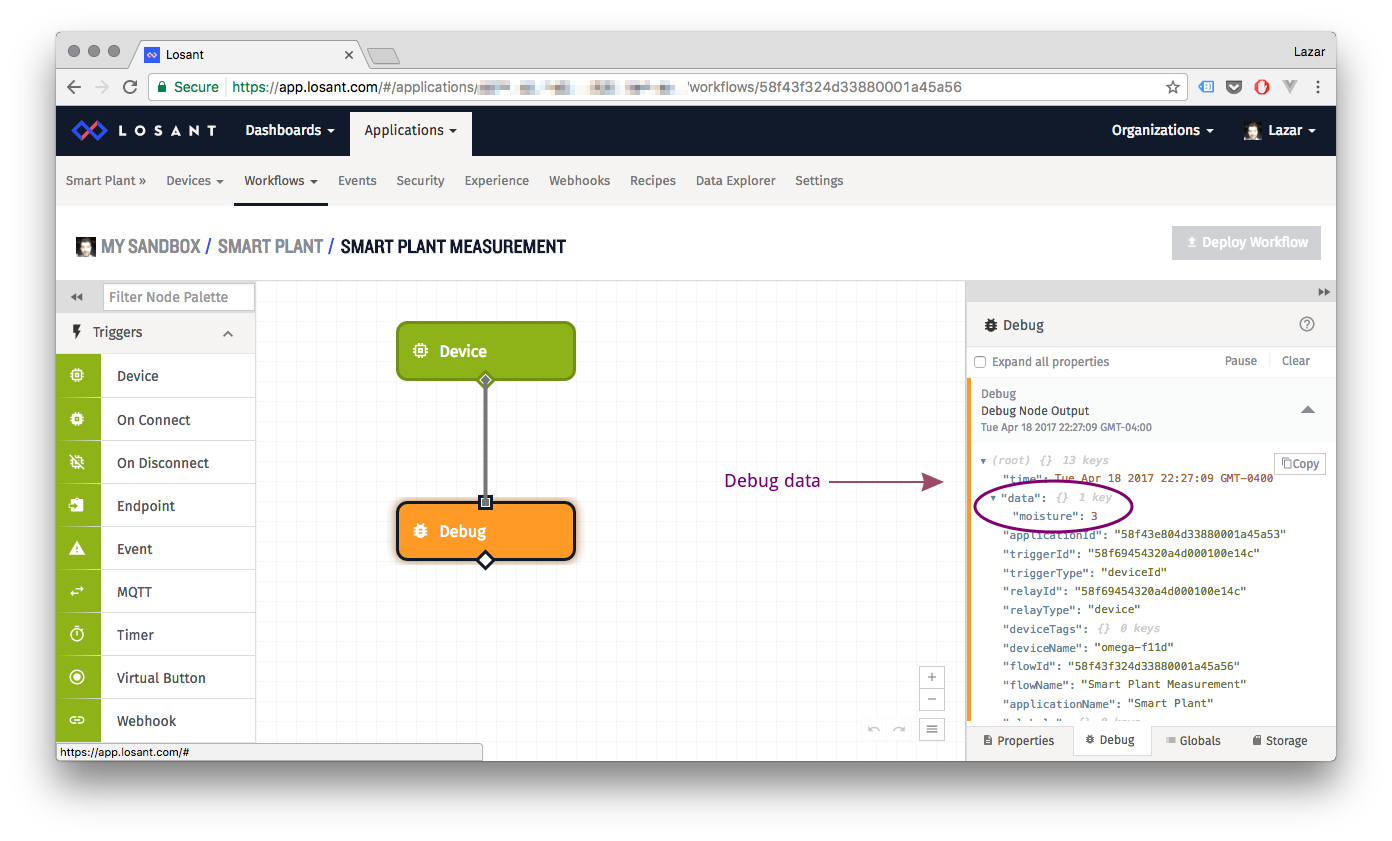 Losant
Lazar
Secure https://app.losant.com/#/applications/ /workflows/58f43f324d33880001a45a56
LOSANT Dashboards Applications Organizations Lazar
Smart Plant » Devices Workflows Events Security Experience Webhooks Recipes Data Explorer Settings
MY SANDBOX / SMART PLANT / SMART PLANT MEASUREMENT
Deploy Workflow
Filter Node Palette
Triggers
Device
On Connect
On Disconnect
Endpoint
Event
MQTT
Timer
Virtual Button
Webhook
https://app.losant.com/#
Device
Debug
Debug data
Debug
Expand all properties Pause Clear
Debug
Debug Node Output
Tue Apr 18 2017 22:27:09 GMT-04:00
(root) {} 13 keys
Copy
"time": Tue Apr 18 2017 22:27:09 GMT-0400
"data": {} 1 key
"moisture": 3
"applicationId": "58f43e804d33880001a45a53"
"triggerId": "58f69454320a4d000100e14c"
"triggerType": "deviceId"
"relayId": "58f69454320a4d000100e14c"
"relayType": "device"
"deviceTags": {} 0 keys
"deviceName": "omega-f11d"
"flowId": "58f43f324d33880001a45a56"
"flowName": "Smart Plant Measurement"
"applicationName": "Smart Plant"
Properties Debug Globals Storage